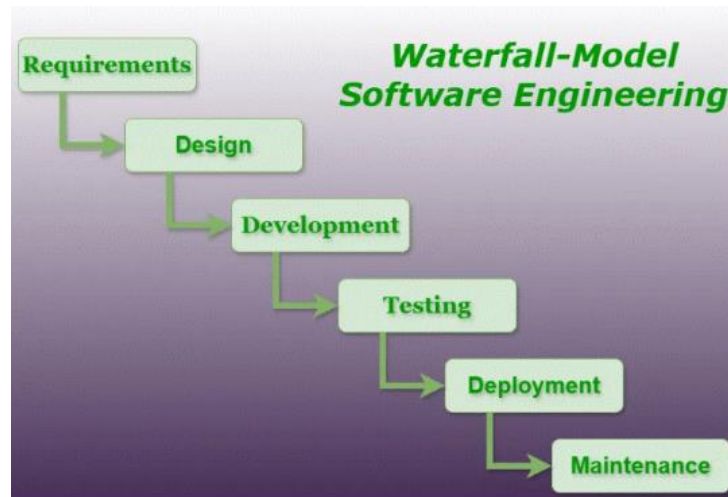 Waterfall-Model
Software Engineering
Requirements
Design
Development
Testing
Deployment
Maintenance